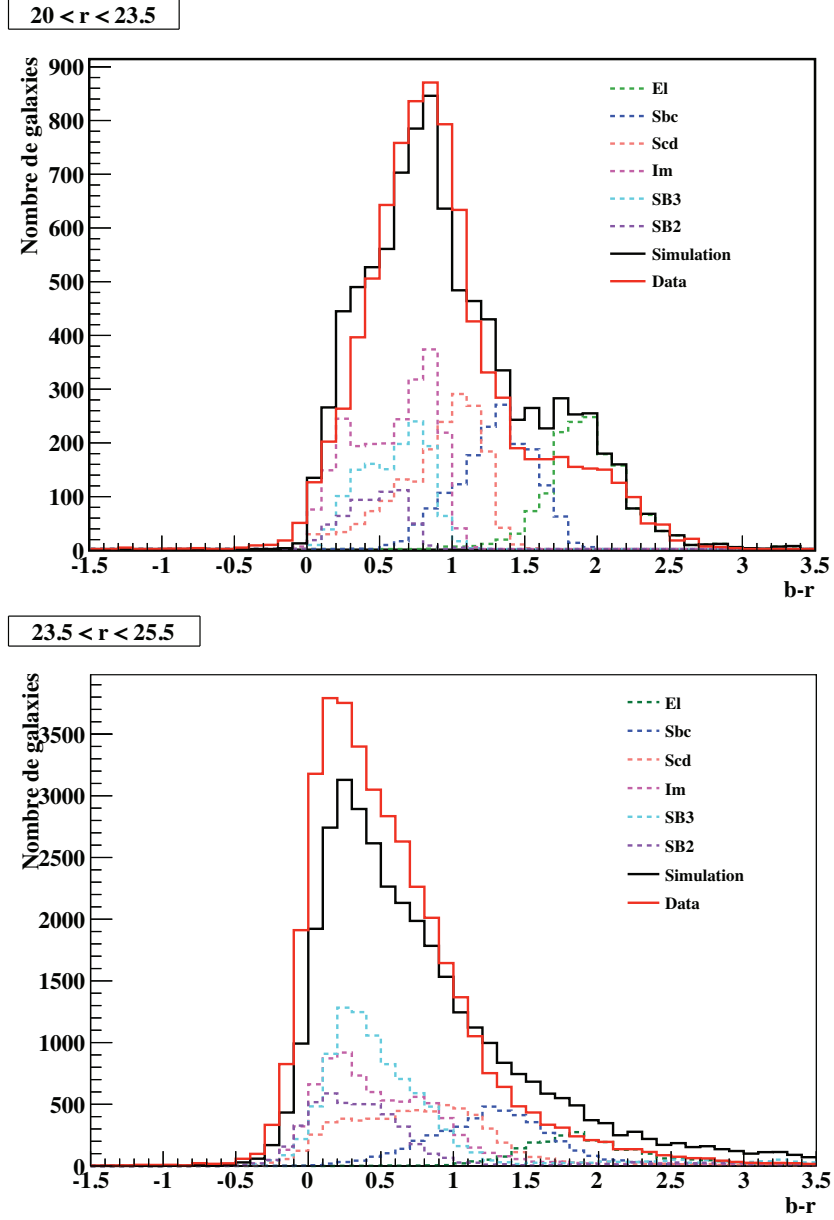 20 < r < 23.5
Nombre de galaxies
900
800
700
600
500
400
300
200
100
0
-1.5 -1 -0.5 0 0.5 1 1.5 2 2.5 3 3.5
b-r
El
Sbc
Scd
Im
SB3
SB2
Simulation
Data
23.5 < r < 25.5
Nombre de galaxies
3500
3000
2500
2000
1500
1000
500
0
-1.5 -1 -0.5 0 0.5 1 1.5 2 2.5 3 3.5
b-r
El
Sbc
Scd
Im
SB3
SB2
Simulation
Data